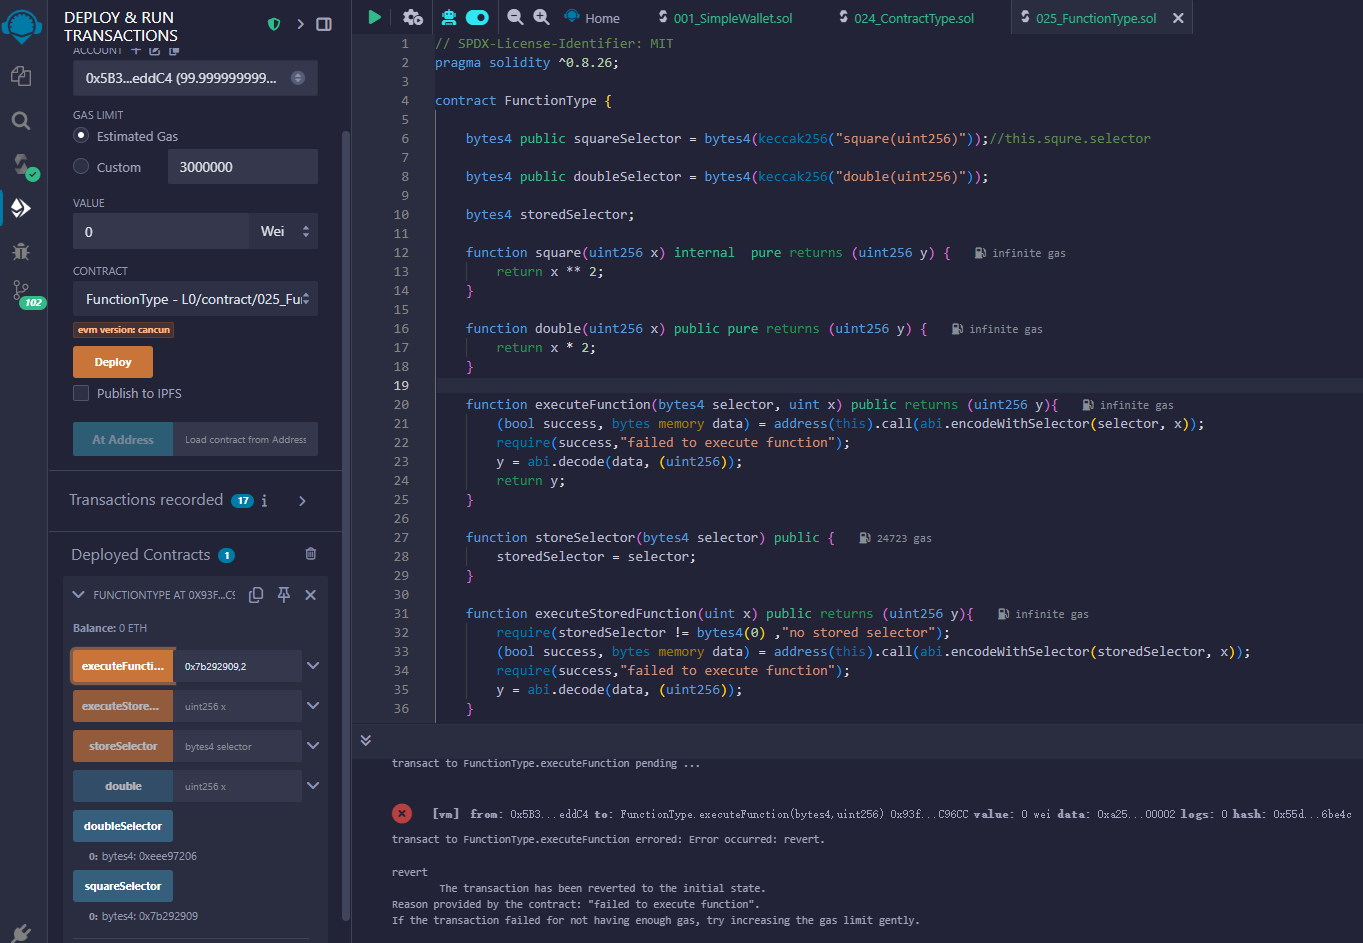 DEPLOY & RUN
TRANSACTIONS
ACCOUNT
0x5B3...eddC4 (99.999999999...
GAS LIMIT
Estimated Gas
Custom
3000000
VALUE
0
Wei
CONTRACT
FunctionType - L0/contract/025_Fu
evm version: cancun
Deploy
Publish to IPFS
At Address
Load contract from Address
Transactions recorded 17 i
Deployed Contracts 1
FUNCTIONTYPE AT 0X93F...C9
Balance: 0 ETH
executeFuncti...
0x7b292909,2
executeStore...
uint256 x
storeSelector
bytes4 selector
double
uint256 x
doubleSelector
0: bytes4: 0xeee97206
squareSelector
0: bytes4: 0x7b292909
102
Home
001_SimpleWallet.sol
024_ContractType.sol
025_FunctionType.sol
1 // SPDX-License-Identifier: MIT
2 pragma solidity ^0.8.26;
3
4 contract FunctionType {
5
6 bytes4 public squareSelector = bytes4(keccak256("square(uint256)"));//this.squre.selector
7
8 bytes4 public doubleSelector = bytes4(keccak256("double(uint256)"));
9
10 bytes4 storedSelector;
11
12 function square(uint256 x) internal  pure returns (uint256 y) { infinite gas
13 return x ** 2;
14 }
15
16 function double(uint256 x) public pure returns (uint256 y) { infinite gas
17 return x * 2;
18 }
19
20 function executeFunction(bytes4 selector, uint x) public returns (uint256 y){ infinite gas
21 (bool success, bytes memory data) = address(this).call(abi.encodeWithSelector(selector, x));
22 require(success,"failed to execute function");
23 y = abi.decode(data, (uint256));
24 return y;
25 }
26
27 function storeSelector(bytes4 selector) public { 24723 gas
28 storedSelector = selector;
29 }
30
31 function executeStoredFunction(uint x) public returns (uint256 y){ infinite gas
32 require(storedSelector != bytes4(0) ,"no stored selector");
33 (bool success, bytes memory data) = address(this).call(abi.encodeWithSelector(storedSelector, x));
34 require(success,"failed to execute function");
35 y = abi.decode(data, (uint256));
36 }
transact to FunctionType.executeFunction pending ...
[vm] from: 0x5B3...eddC4 to: FunctionType.executeFunction(bytes4,uint256) 0x93f...C96CC value: 0 wei data: 0xa25...00002 logs: 0 hash: 0x55d...6be4c
transact to FunctionType.executeFunction errored: Error occurred: revert.
revert
The transaction has been reverted to the initial state.
Reason provided by the contract: "failed to execute function".
If the transaction failed for not having enough gas, try increasing the gas limit gently.